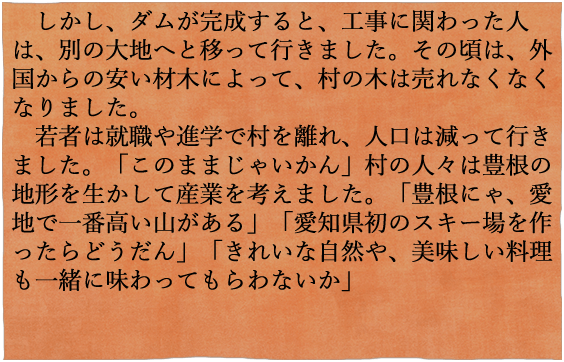 しかし、ダムが完成すると、工事に関わった人
は、別の大地へと移って行きました。その頃は、外
国からの安い材木によって、村の木は売れなくなく
なりました。
　若者は就職や進学で村を離れ、人口は減って行き
ました。「このままじゃいかん」村の人々は豊根の
地形を生かして産業を考えました。「豊根にゃ、愛
地で一番高い山がある」「愛知県初のスキー場を作
ったらどうだん」「きれいな自然や、美味しい料理
も一緒に味わってもらわないか」